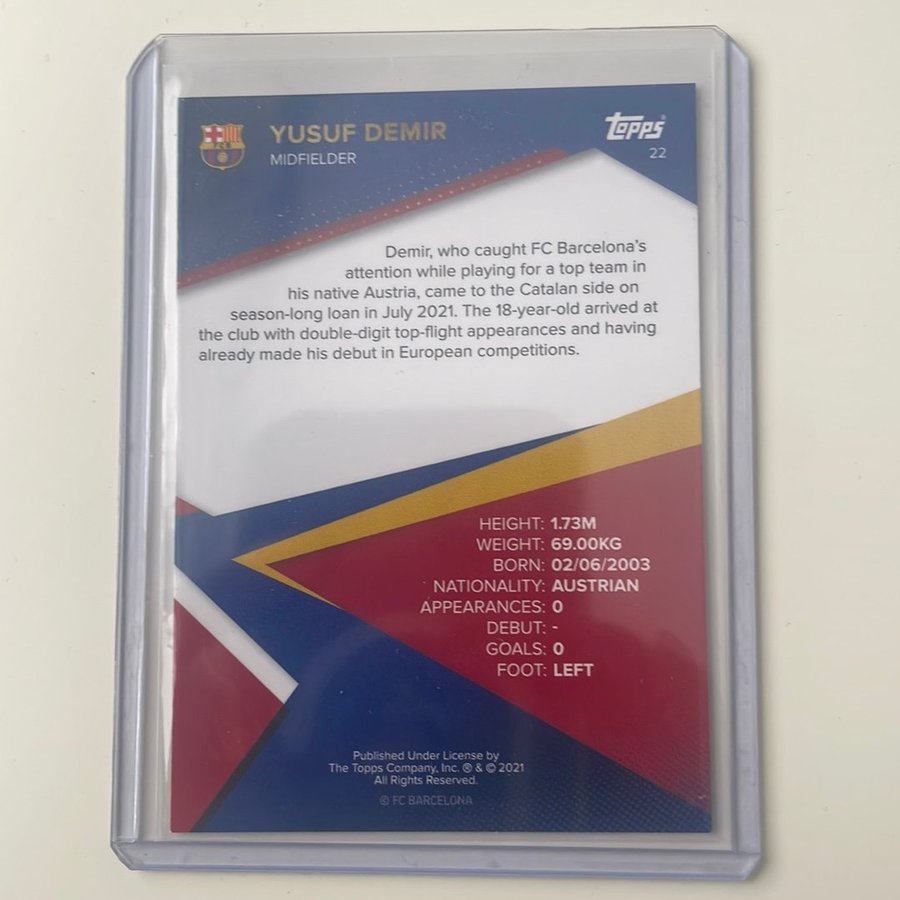 FCB
YUSUF DEMIR
MIDFIELDER
Topps®
22
Demir, who caught FC Barcelona's
attention while playing for a top team in
his native Austria, came to the Catalan side on
season-long loan in July 2021. The 18-year-old arrived at
the club with double-digit top-flight appearances and having
already made his debut in European competitions.
HEIGHT: 1.73M
WEIGHT: 69.00KG
BORN: 02/06/2003
NATIONALITY: AUSTRIAN
APPEARANCES: 0
DEBUT: -
GOALS: 0
FOOT: LEFT
Published Under License by
The Topps Company, Inc. ® & © 2021
All Rights Reserved.
© FC BARCELONA